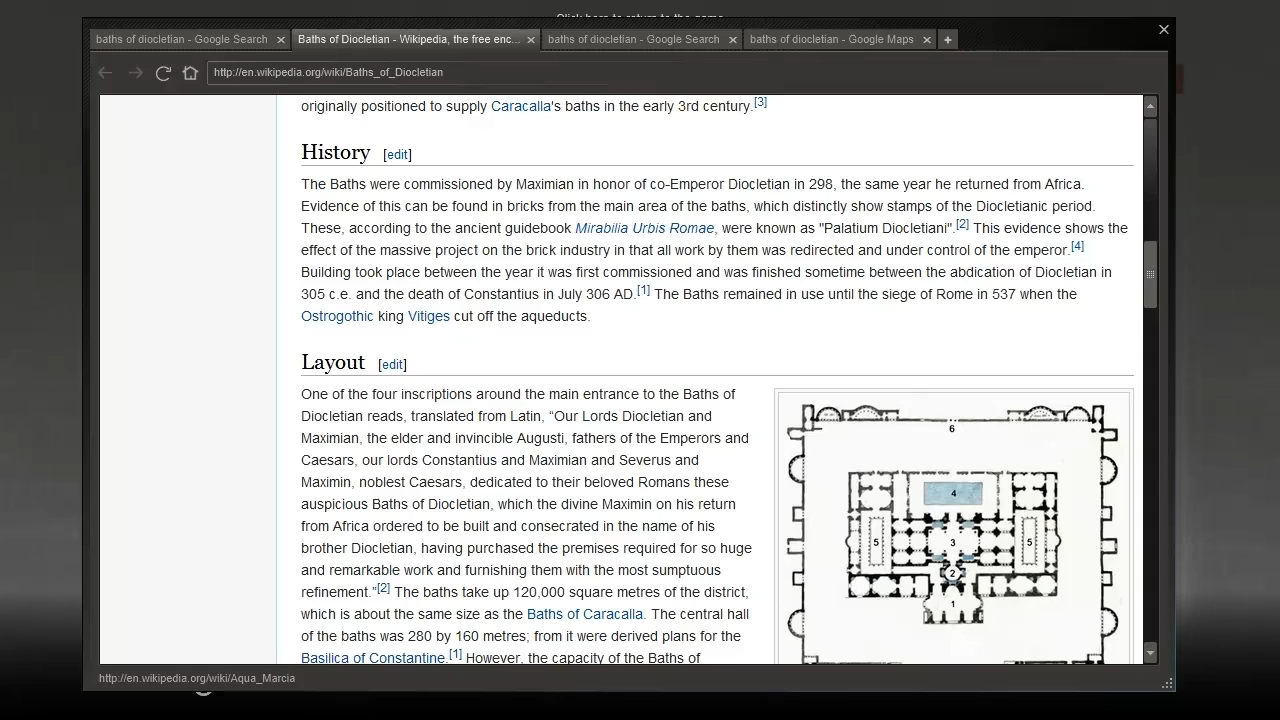 Click here to return to the game
baths of diocletian - Google Search
Baths of Diocletian - Wikipedia, the free enc...
baths of diocletian - Google Search
baths of diocletian - Google Maps
http://en.wikipedia.org/wiki/Baths_of_Diocletian
originally positioned to supply Caracalla's baths in the early 3rd century.[3]
History [edit]
The Baths were commissioned by Maximian in honor of co-Emperor Diocletian in 298, the same year he returned from Africa.
Evidence of this can be found in bricks from the main area of the baths, which distinctly show stamps of the Diocletianic period.
These, according to the ancient guidebook Mirabilia Urbis Romae, were known as "Palatium Diocletiani".[2] This evidence shows the
effect of the massive project on the brick industry in that all work by them was redirected and under control of the emperor.[4]
Building took place between the year it was first commissioned and was finished sometime between the abdication of Diocletian in
305 c.e. and the death of Constantius in July 306 AD.[1] The Baths remained in use until the siege of Rome in 537 when the
Ostrogothic king Vitiges cut off the aqueducts.
Layout [edit]
One of the four inscriptions around the main entrance to the Baths of
Diocletian reads, translated from Latin, “Our Lords Diocletian and
Maximian, the elder and invincible Augusti, fathers of the Emperors and
Caesars, our lords Constantius and Maximian and Severus and
Maxmin, noblest Caesars, dedicated to their beloved Romans these
auspicious Baths of Diocletian, which the divine Maximin on his return
from Africa ordered to be built and consecrated in the name of his
brother Diocletian, having purchased the premises required for so huge
and remarkable work and furnishing them with the most sumptuous
refinement.”[2] The baths take up 120,000 square metres of the district,
which is about the same size as the Baths of Caracalla. The central hall
of the baths was 280 by 160 metres; from it were derived plans for the
Basilica of Constantine.[1] However, the capacity of the Baths of
6
4
5
3
5
2
1
http://en.wikipedia.org/wiki/Aqua_Marcia